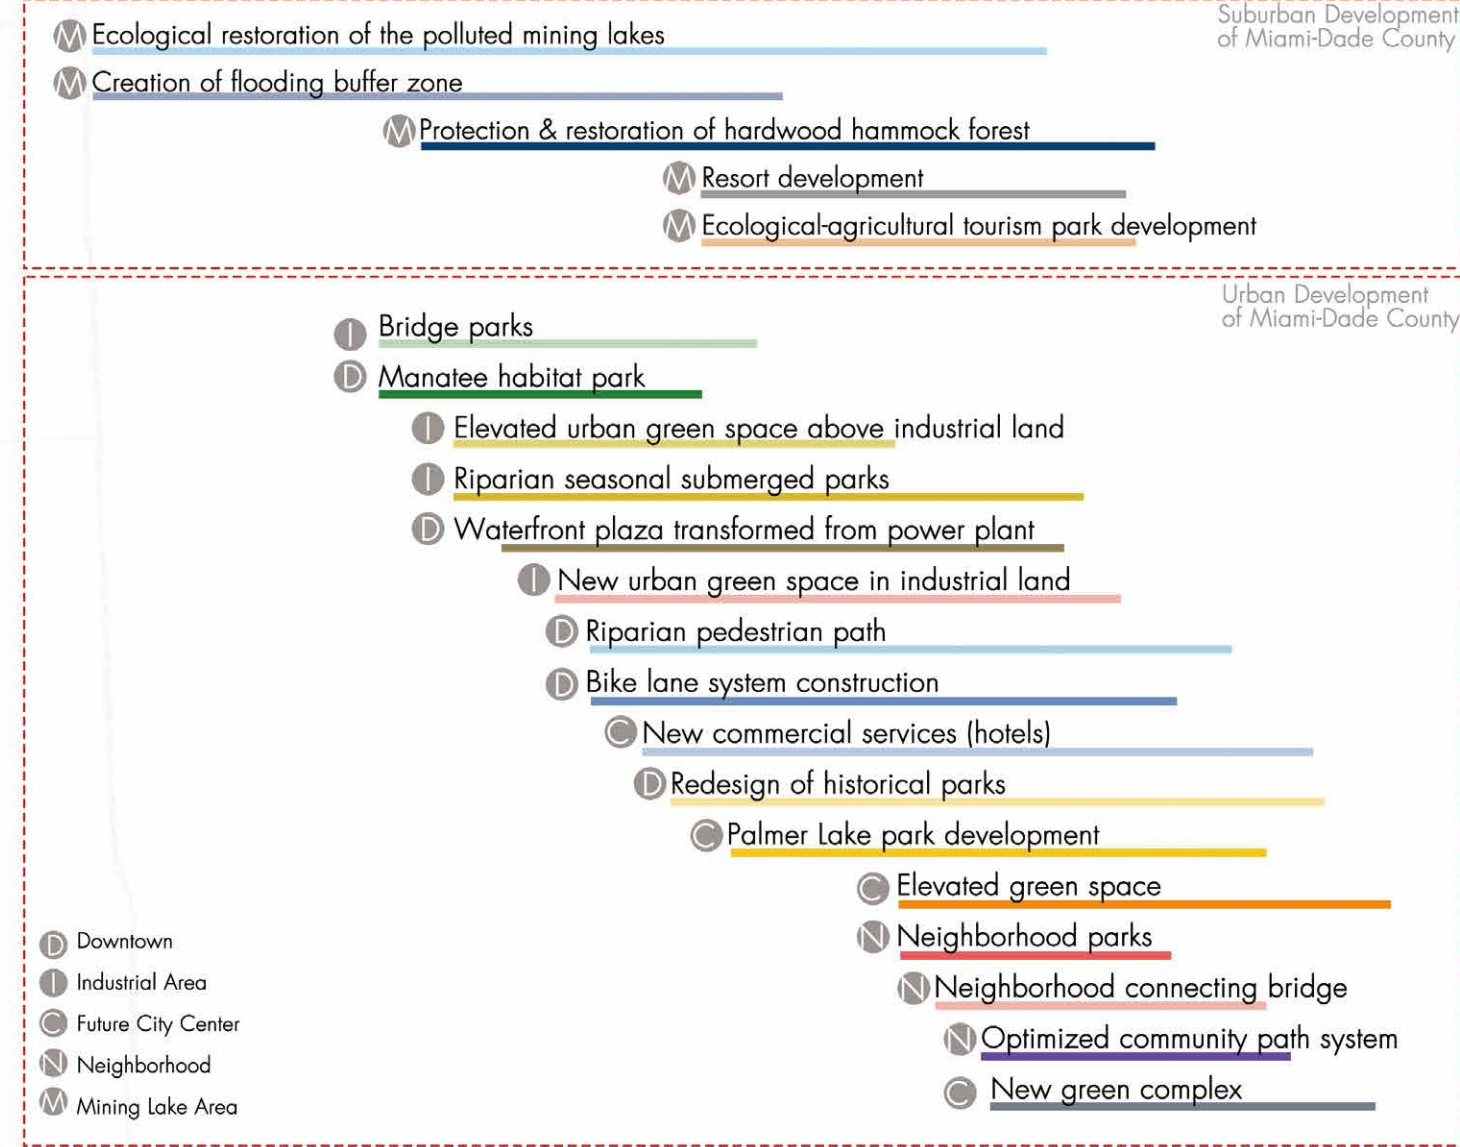 Suburban Development
of Miami-Dade County
M Ecological restoration of the polluted mining lakes
M Creation of flooding buffer zone
M Protection & restoration of hardwood hammock forest
M Resort development
M Ecological-agricultural tourism park development
Urban Development
of Miami-Dade County
I Bridge parks
D Manatee habitat park
I Elevated urban green space above industrial land
I Riparian seasonal submerged parks
D Waterfront plaza transformed from power plant
I New urban green space in industrial land
D Riparian pedestrian path
D Bike lane system construction
C New commercial services (hotels)
D Redesign of historical parks
C Palmer Lake park development
C Elevated green space
N Neighborhood parks
N Neighborhood connecting bridge
N Optimized community path system
C New green complex
D Downtown
I Industrial Area
C Future City Center
N Neighborhood
M Mining Lake Area